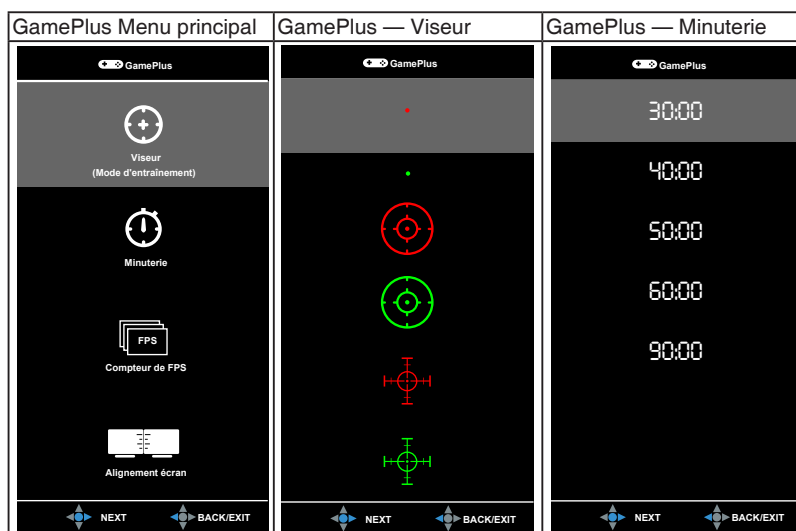 GamePlus Menu principal
GamePlus — Viseur
GamePlus — Minuterie
GamePlus
Viseur
(Mode d'entraînement)
Minuterie
FPS
Compteur de FPS
Alignement écran
NEXT BACK/EXIT
GamePlus
NEXT BACK/EXIT
GamePlus
30:00
40:00
50:00
60:00
90:00
NEXT BACK/EXIT